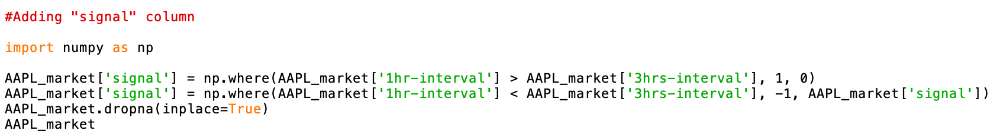 #Adding "signal" column
import numpy as np
AAPL_market['signal'] = np.where(AAPL_market['1hr-interval'] > AAPL_market['3hrs-interval'], 1, 0)
AAPL_market['signal'] = np.where(AAPL_market['1hr-interval'] < AAPL_market['3hrs-interval'], -1, AAPL_market['signal'])
AAPL_market.dropna(inplace=True)
AAPL_market